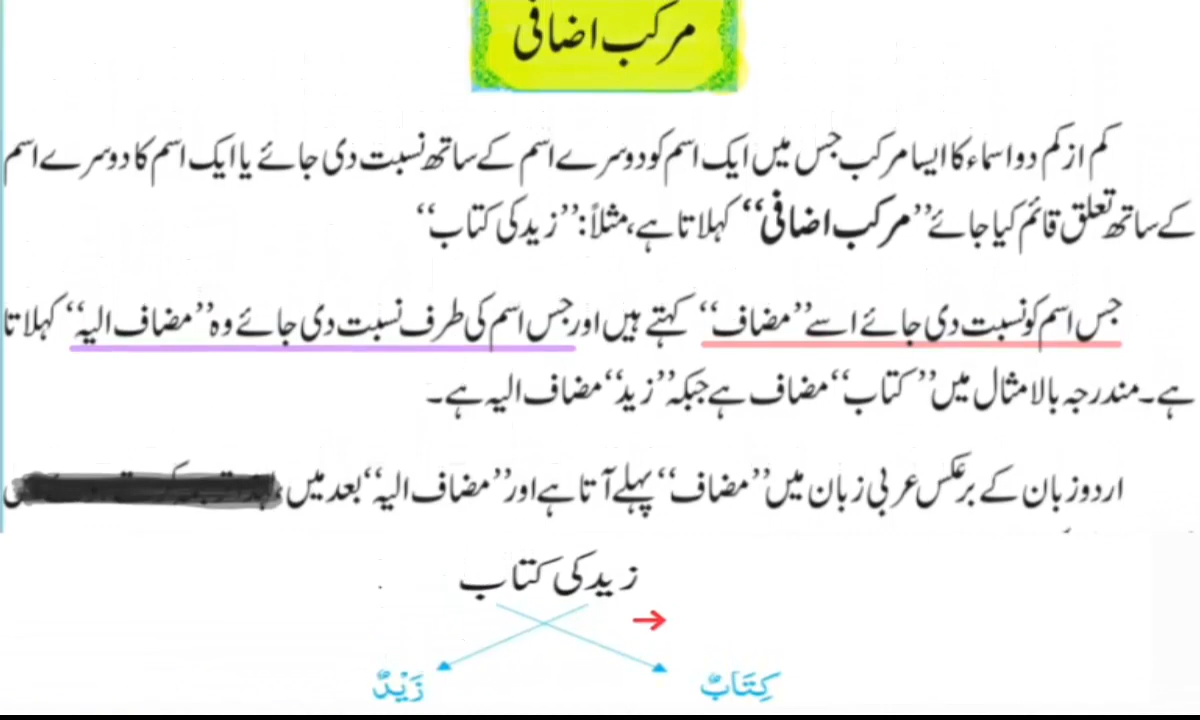 مرکب اضافی
کم از کم دو اسماء کا ایسا مرکب جس میں ایک اسم کو دوسرے اسم کے ساتھ نسبت دی جائے یا ایک اسم کا دوسرے اسم
کے ساتھ تعلق قائم کیا جائے ’’مرکب اضافی‘‘ کہلاتا ہے، مثلاً: ’’زید کی کتاب‘‘
جس اسم کو نسبت دی جائے اسے ’’مضاف‘‘ کہتے ہیں اور جس اسم کی طرف نسبت دی جائے وہ ’’مضاف الیہ‘‘ کہلاتا
ہے۔ مندرجہ بالا مثال میں ’’کتاب‘‘ مضاف ہے جبکہ ’’زید‘‘ مضاف الیہ ہے۔
اردو زبان کے برعکس عربی زبان میں ’’مضاف‘‘ پہلے آتا ہے اور ’’مضاف الیہ‘‘ بعد میں،
زید کی کتاب
كِتَابٌ زَيْدٌ